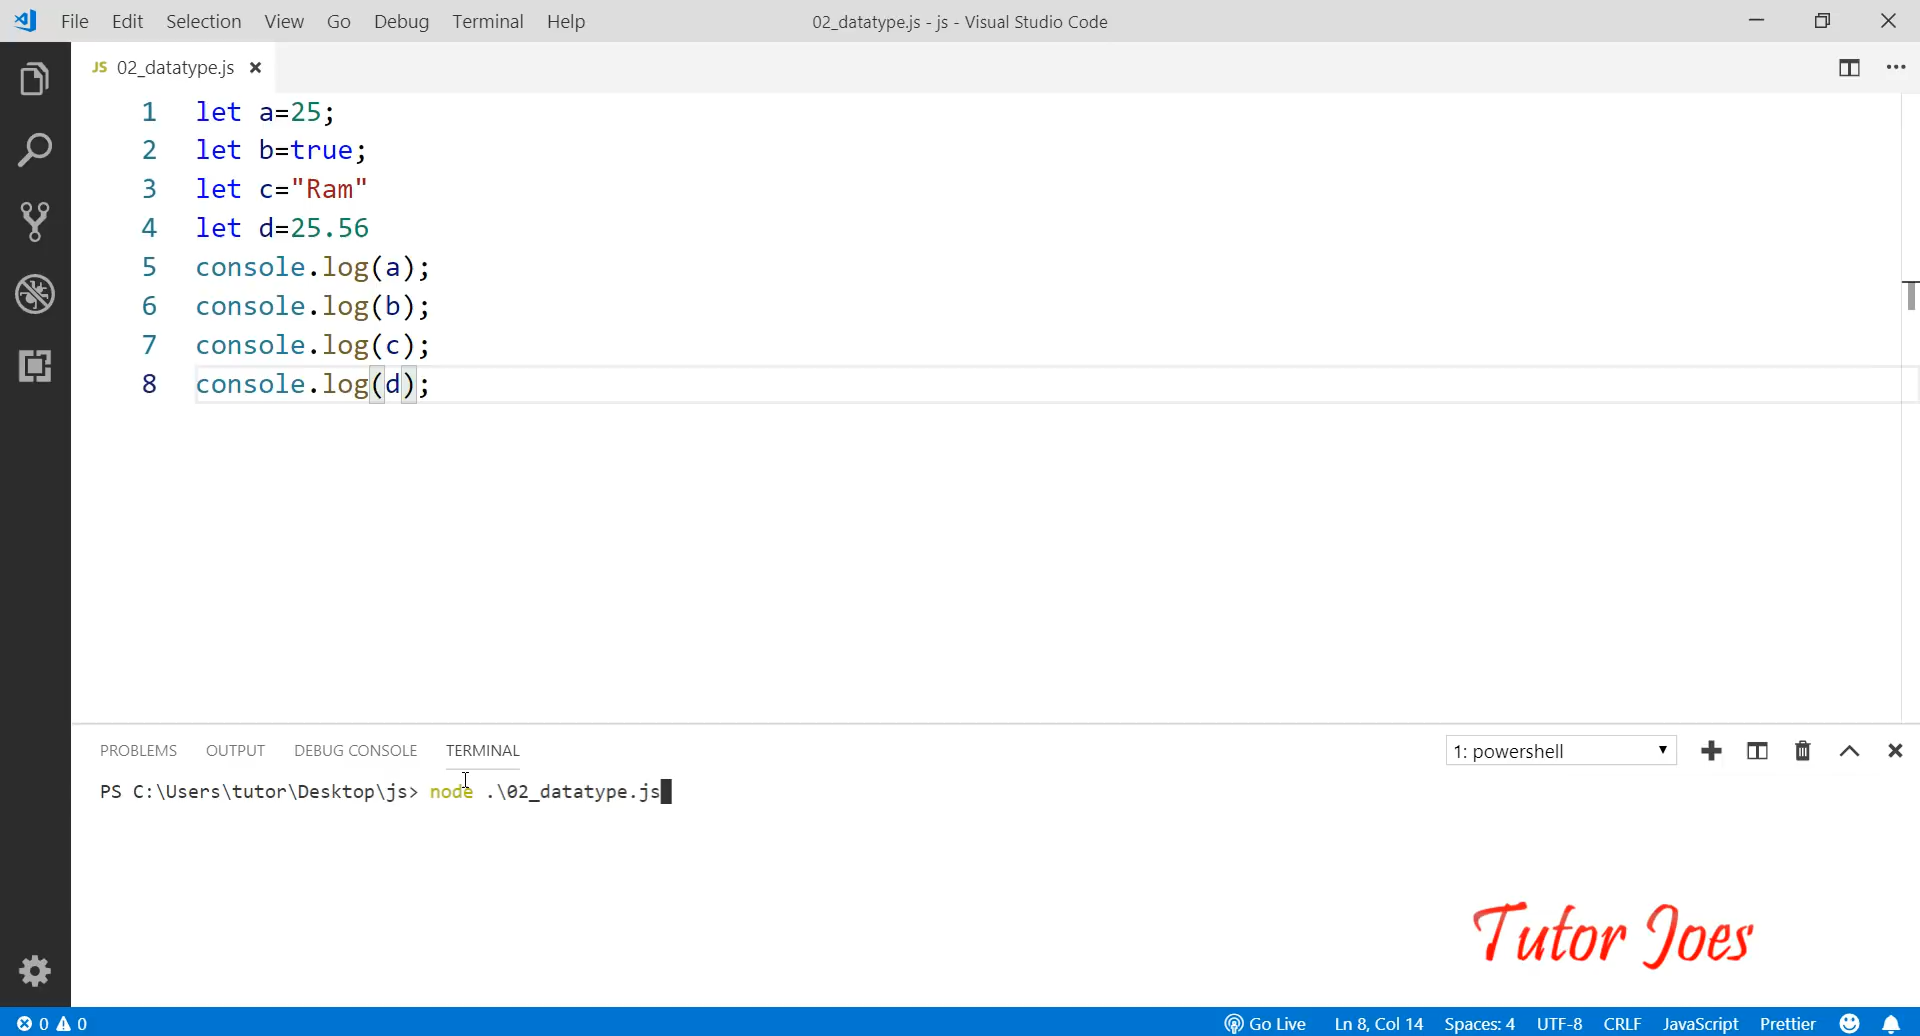 File Edit Selection View Go Debug Terminal Help 02_datatype.js - js - Visual Studio Code
JS 02_datatype.js
1 let a=25;
2 let b=true;
3 let c="Ram"
4 let d=25.56
5 console.log(a);
6 console.log(b);
7 console.log(c);
8 console.log(d);
PROBLEMS OUTPUT DEBUG CONSOLE TERMINAL 1: powershell
PS C:\Users\tutor\Desktop\js> node .\02_datatype.js
Tutor Joes
0 0 Go Live Ln 8, Col 14 Spaces: 4 UTF-8 CRLF JavaScript Prettier